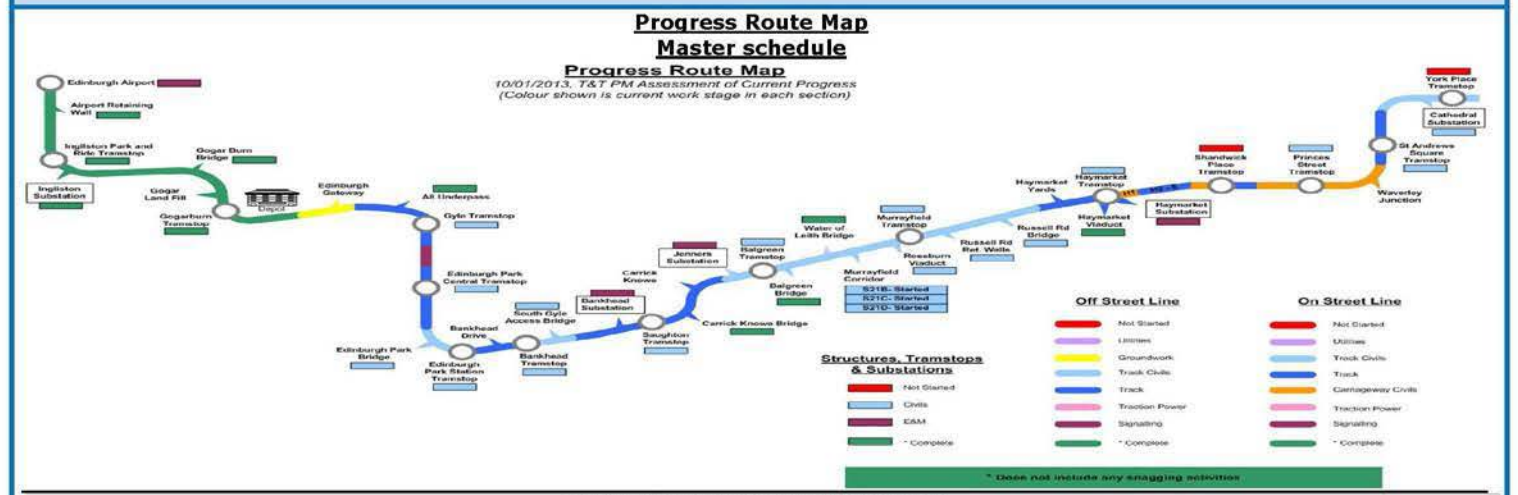 Progress Route Map
Master schedule
Progress Route Map
10/01/2013, T&T PM Assessment of Current Progress
(Colour shown is current work stage in each section)
Edinburgh Airport
Airport Retaining
Wall
Ingliston Park and
Ride Tramstop
Ingliston
Substation
Gogar Burn
Bridge
Gogar
Land Fill
Gogarburn
Tramstop
Depot
Edinburgh
Gateway
A8 Underpass
Gyle Tramstop
Edinburgh Park
Central Tramstop
Edinburgh Park
Bridge
Edinburgh
Park Station
Tramstop
Bankhead
Drive
South Gyle
Access Bridge
Bankhead
Tramstop
Bankhead
Substation
Saughton
Tramstop
Carrick
Knowe
Carrick Knowe Bridge
Jenners
Substation
Balgreen
Tramstop
Balgreen
Bridge
Water of
Leith Bridge
Murrayfield
Corridor
S21B- Started
S21C- Started
S21D- Started
Murrayfield
Tramstop
Roseburn
Viaduct
Russell Rd
Ret. Walls
Russell Rd
Bridge
Haymarket
Yards
Haymarket
Tramstop
Haymarket
Viaduct
Haymarket
Substation
Shandwick
Place
Tramstop
Princes
Street
Tramstop
Waverley
Junction
St Andrews
Square
Tramstop
York Place
Tramstop
Cathedral
Substation
Structures, Tramstops
& Substations
Not Started
Civils
E&M
* Complete
Off Street Line
Not Started
Utilities
Groundwork
Track Civils
Track
Traction Power
Signalling
* Complete
On Street Line
Not Started
Utilities
Track Civils
Track
Carriageway Civils
Traction Power
Signalling
* Complete
* Does not include any snagging activities